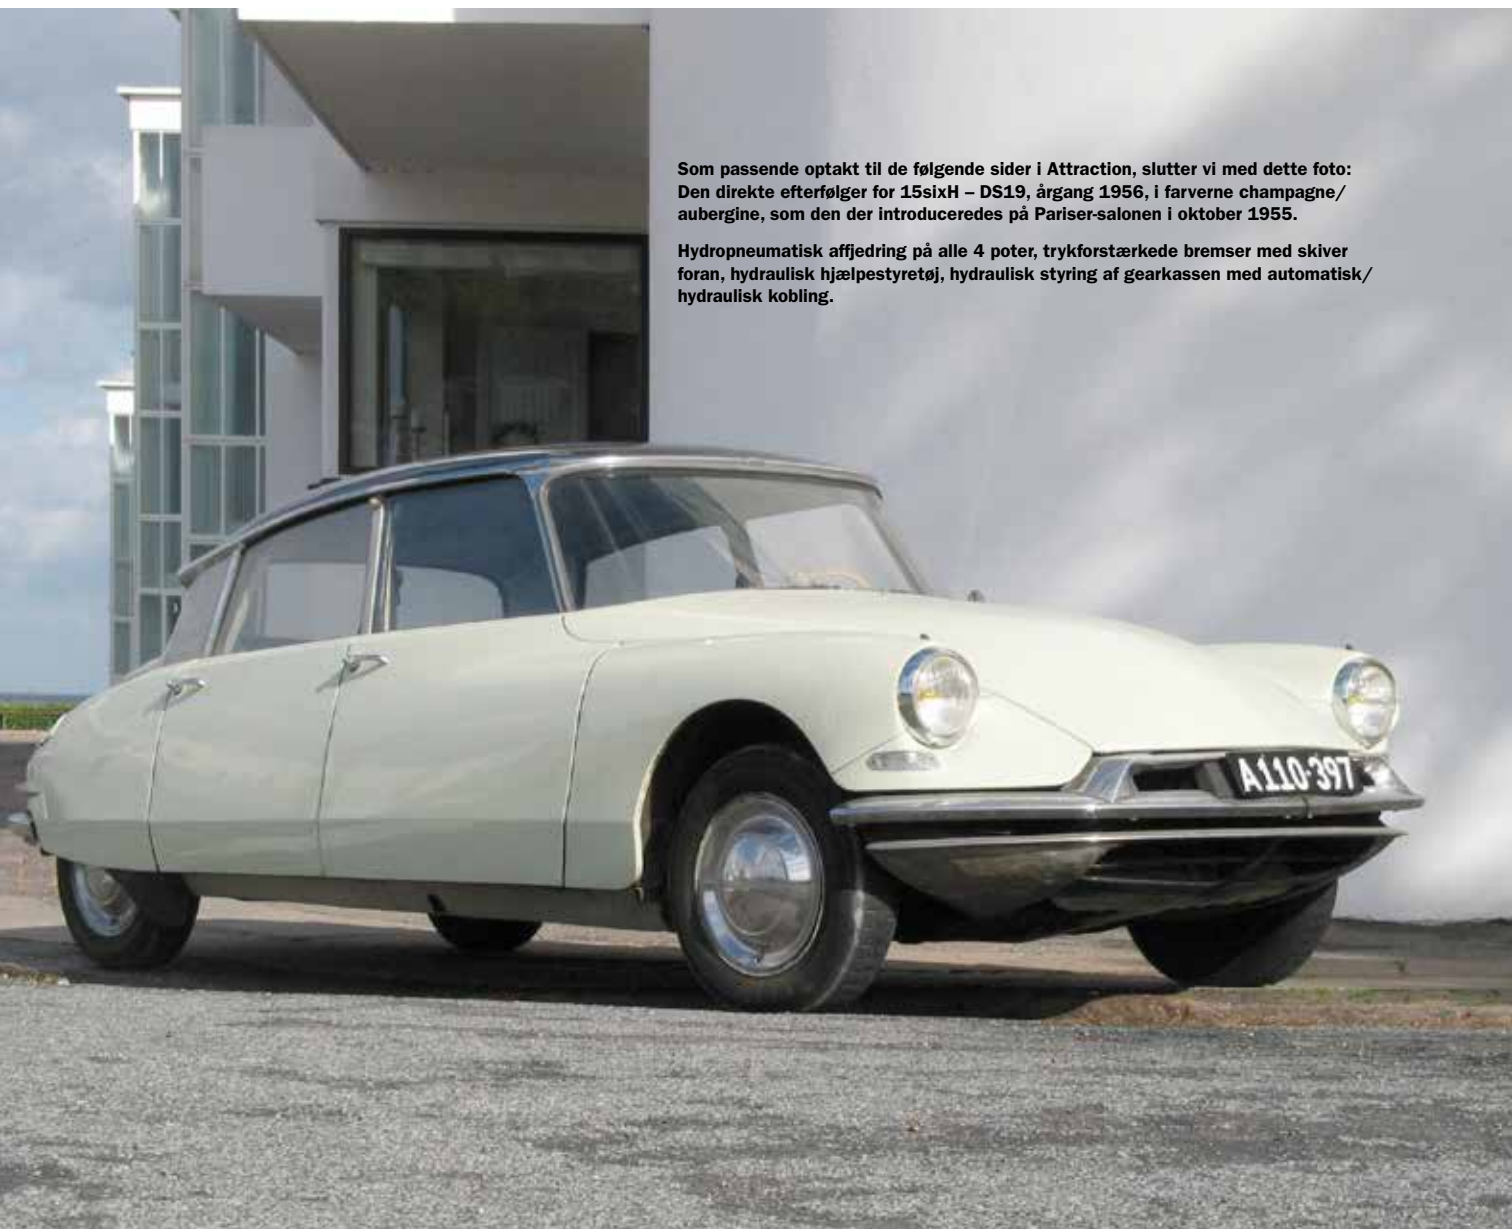 Som passende optakt til de følgende sider i Attraction, slutter vi med dette foto:
Den direkte efterfølger for 15sixH – DS19, årgang 1956, i farverne champagne/
aubergine, som den der introduceredes på Pariser-salonen i oktober 1955.
Hydropneumatisk affjedring på alle 4 poter, trykforstærkede bremser med skiver
foran, hydraulisk hjælpestyretøj, hydraulisk styring af gearkassen med automatisk/
hydraulisk kobling.
A110-397